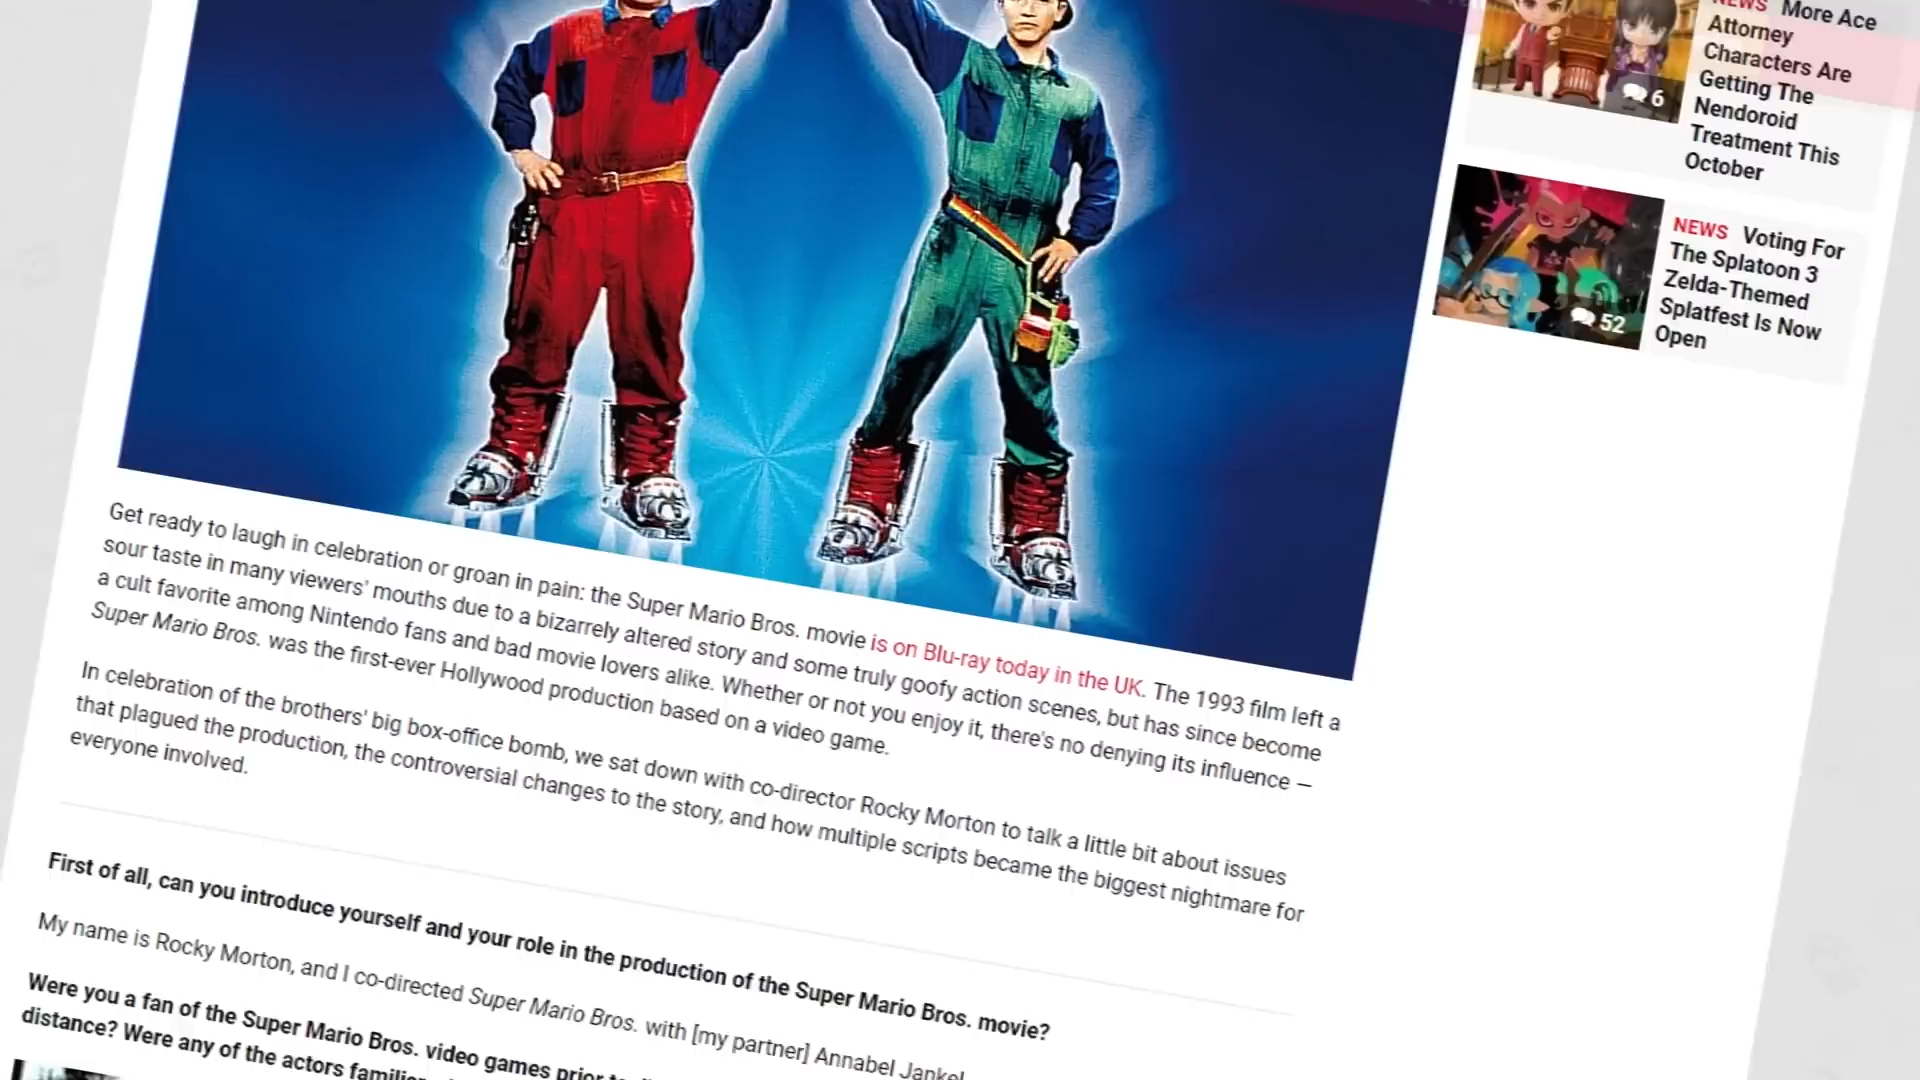 Get ready to laugh in celebration or groan in pain: the Super Mario Bros. movie is on Blu-ray today in the UK. The 1993 film left a
sour taste in many viewers' mouths due to a bizarrely altered story and some truly goofy action scenes, but has since become
a cult favorite among Nintendo fans and bad movie lovers alike. Whether or not you enjoy it, there's no denying its influence —
Super Mario Bros. was the first-ever Hollywood production based on a video game.
In celebration of the brothers' big box-office bomb, we sat down with co-director Rocky Morton to talk a little bit about issues
that plagued the production, the controversial changes to the story, and how multiple scripts became the biggest nightmare for
everyone involved.
First of all, can you introduce yourself and your role in the production of the Super Mario Bros. movie?
My name is Rocky Morton, and I co-directed Super Mario Bros. with [my partner] Annabel Jankel
Were you a fan of the Super Mario Bros. video games prior
distance? Were any of the actors
NEWS More Ace
Attorney
Characters Are
Getting The
Nendoroid
Treatment This
October
6
NEWS Voting For
The Splatoon 3
Zelda-Themed
Splatfest Is Now
Open
52